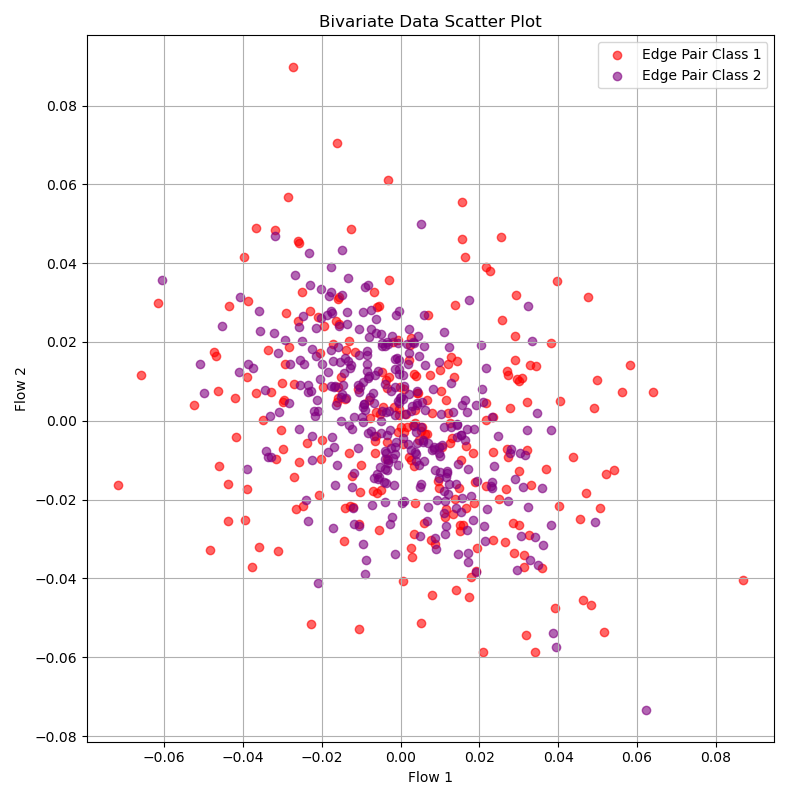 Bivariate Data Scatter Plot
Edge Pair Class 1
Edge Pair Class 2
0.08
0.06
0.04
0.02
0.00
−0.02
−0.04
−0.06
−0.08
Flow 2
−0.06 −0.04 −0.02 0.00 0.02 0.04 0.06 0.08
Flow 1